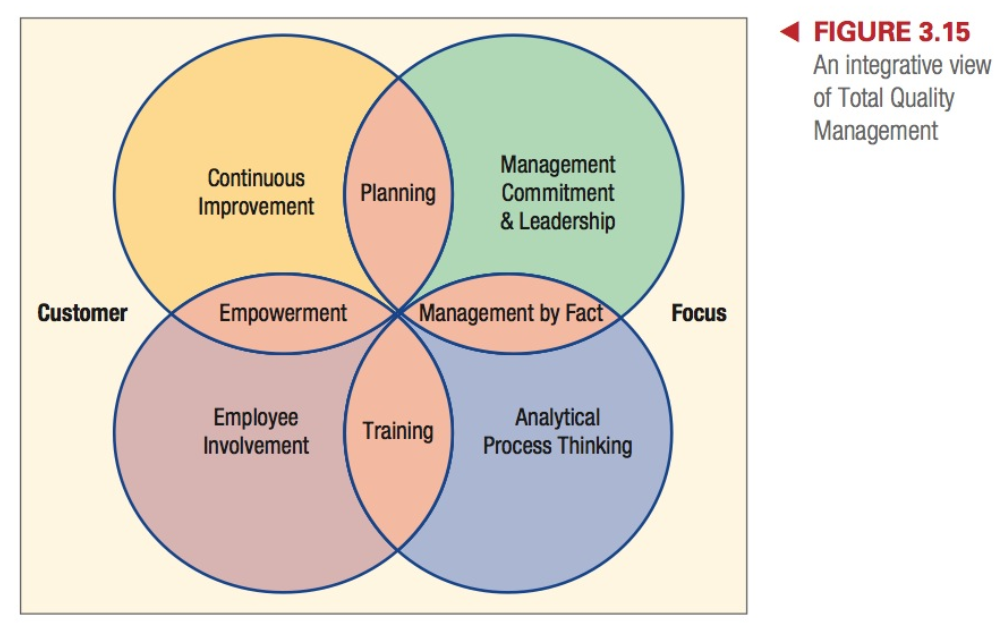 ◀ FIGURE 3.15
An integrative view
of Total Quality
Management
Continuous
Improvement
Planning
Management
Commitment
& Leadership
Customer
Empowerment
Management by Fact
Focus
Employee
Involvement
Training
Analytical
Process Thinking